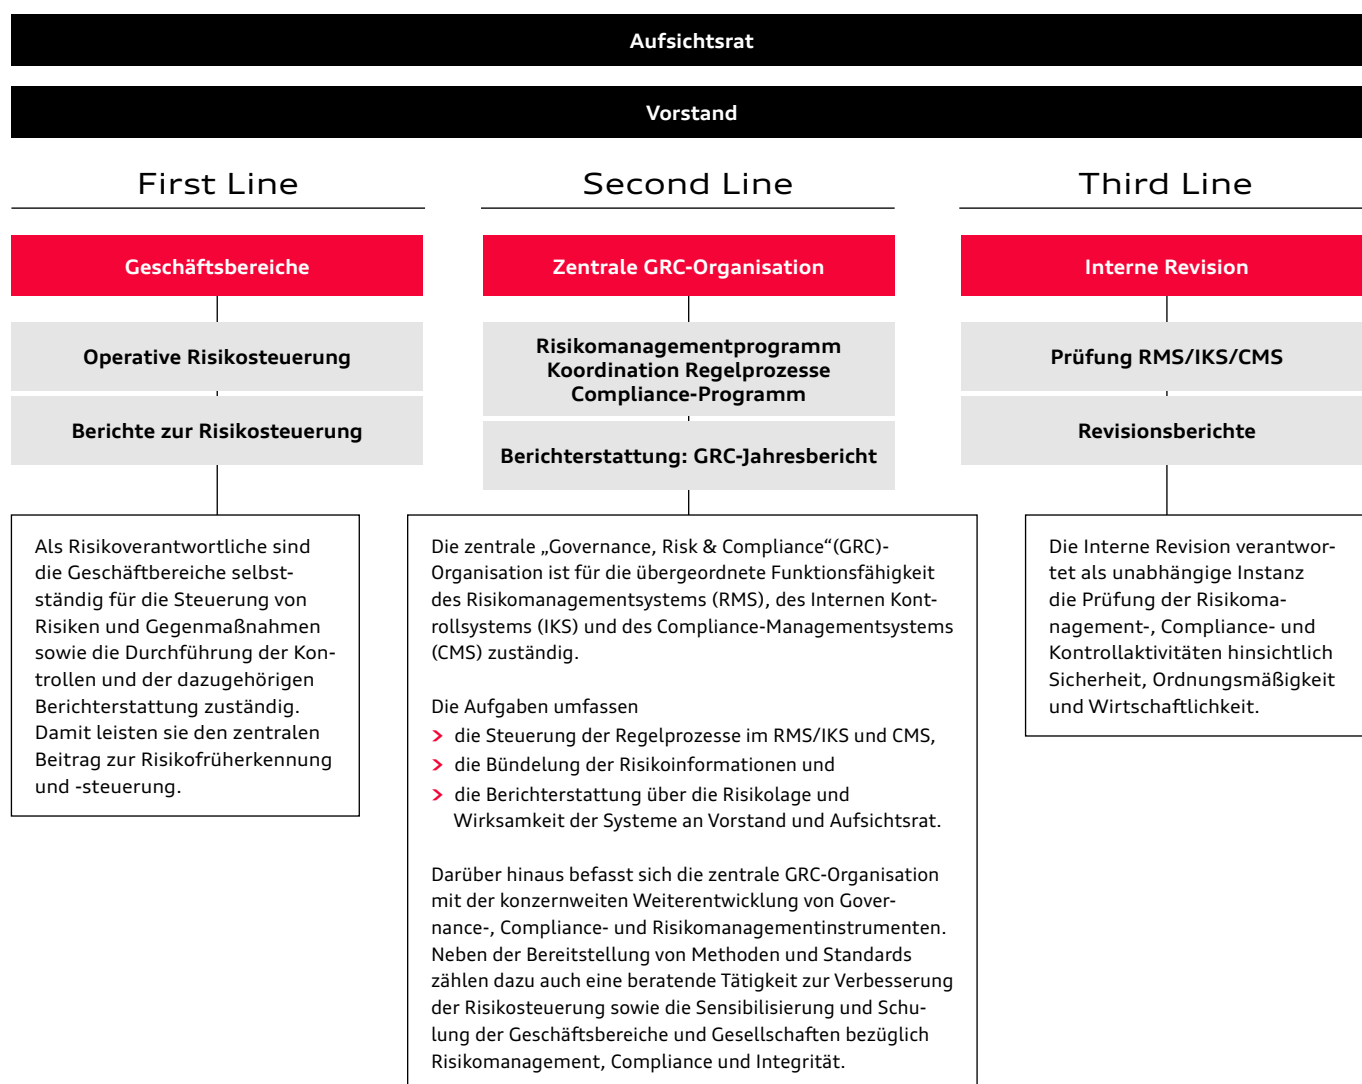 Aufsichtsrat
Vorstand
First Line
Geschäftsbereiche
Operative Risikosteuerung
Berichte zur Risikosteuerung
Als Risikoverantwortliche sind
die Geschäftbereiche selbst-
ständig für die Steuerung von
Risiken und Gegenmaßnahmen
sowie die Durchführung der Kon-
trollen und der dazugehörigen
Berichterstattung zuständig.
Damit leisten sie den zentralen
Beitrag zur Risikofrüherkennung
und -steuerung.
Second Line
Zentrale GRC-Organisation
Risikomanagementprogramm
Koordination Regelprozesse
Compliance-Programm
Berichterstattung: GRC-Jahresbericht
Die zentrale „Governance, Risk & Compliance“(GRC)-
Organisation ist für die übergeordnete Funktionsfähigkeit
des Risikomanagementsystems (RMS), des Internen Kont-
rollsystems (IKS) und des Compliance-Managementsystems
(CMS) zuständig.
Die Aufgaben umfassen
> die Steuerung der Regelprozesse im RMS/IKS und CMS,
> die Bündelung der Risikoinformationen und
> die Berichterstattung über die Risikolage und
Wirksamkeit der Systeme an Vorstand und Aufsichtsrat.
Darüber hinaus befasst sich die zentrale GRC-Organisation
mit der konzernweiten Weiterentwicklung von Gover-
nance-, Compliance- und Risikomanagementinstrumenten.
Neben der Bereitstellung von Methoden und Standards
zählen dazu auch eine beratende Tätigkeit zur Verbesserung
der Risikosteuerung sowie die Sensibilisierung und Schu-
lung der Geschäftsbereiche und Gesellschaften bezüglich
Risikomanagement, Compliance und Integrität.
Third Line
Interne Revision
Prüfung RMS/IKS/CMS
Revisionsberichte
Die Interne Revision verantwor-
tet als unabhängige Instanz
die Prüfung der Risikoma-
nagement-, Compliance- und
Kontrollaktivitäten hinsichtlich
Sicherheit, Ordnungsmäßigkeit
und Wirtschaftlichkeit.